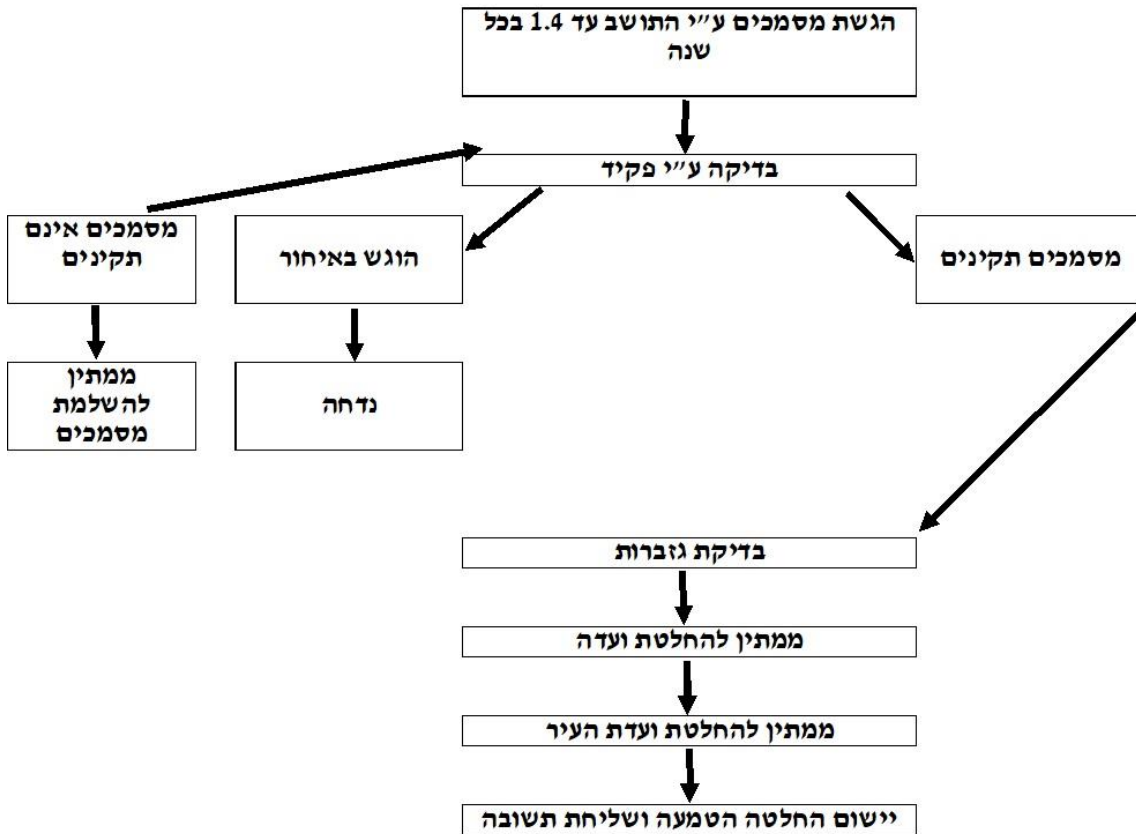 הגשת מסמכים ע״י התושב עד 1.4 בכל
שנה
בדיקה ע״י פקיד
מסמכים תקינים
הוגש באיחור
מסמכים אינם
תקינים
נדחה
ממתין
להשלמת
מסמכים
בדיקת גזברות
ממתין להחלטת ועדה
ממתין להחלטת ועדת העיר
יישום החלטה הטמעה ושליחת תשובה